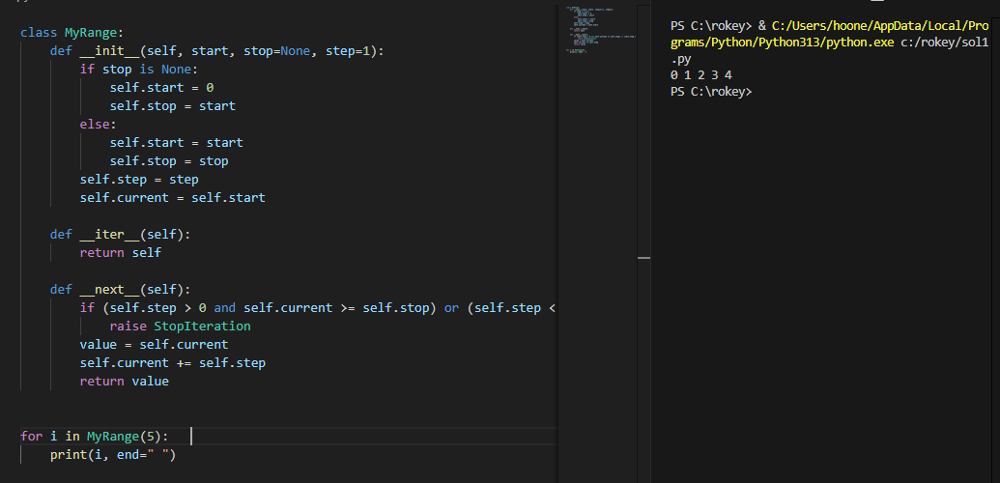 class MyRange:
    def __init__(self, start, stop=None, step=1):
        if stop is None:
            self.start = 0
            self.stop = start
        else:
            self.start = start
            self.stop = stop
        self.step = step
        self.current = self.start
    def __iter__(self):
        return self
    def __next__(self):
        if (self.step > 0 and self.current >= self.stop) or (self.step <
            raise StopIteration
        value = self.current
        self.current += self.step
        return value
for i in MyRange(5):
    print(i, end=" ")
PS C:\rokey> & C:/Users/hoone/AppData/Local/Pro
grams/Python/Python313/python.exe c:/rokey/sol1
.py
0 1 2 3 4
PS C:\rokey>